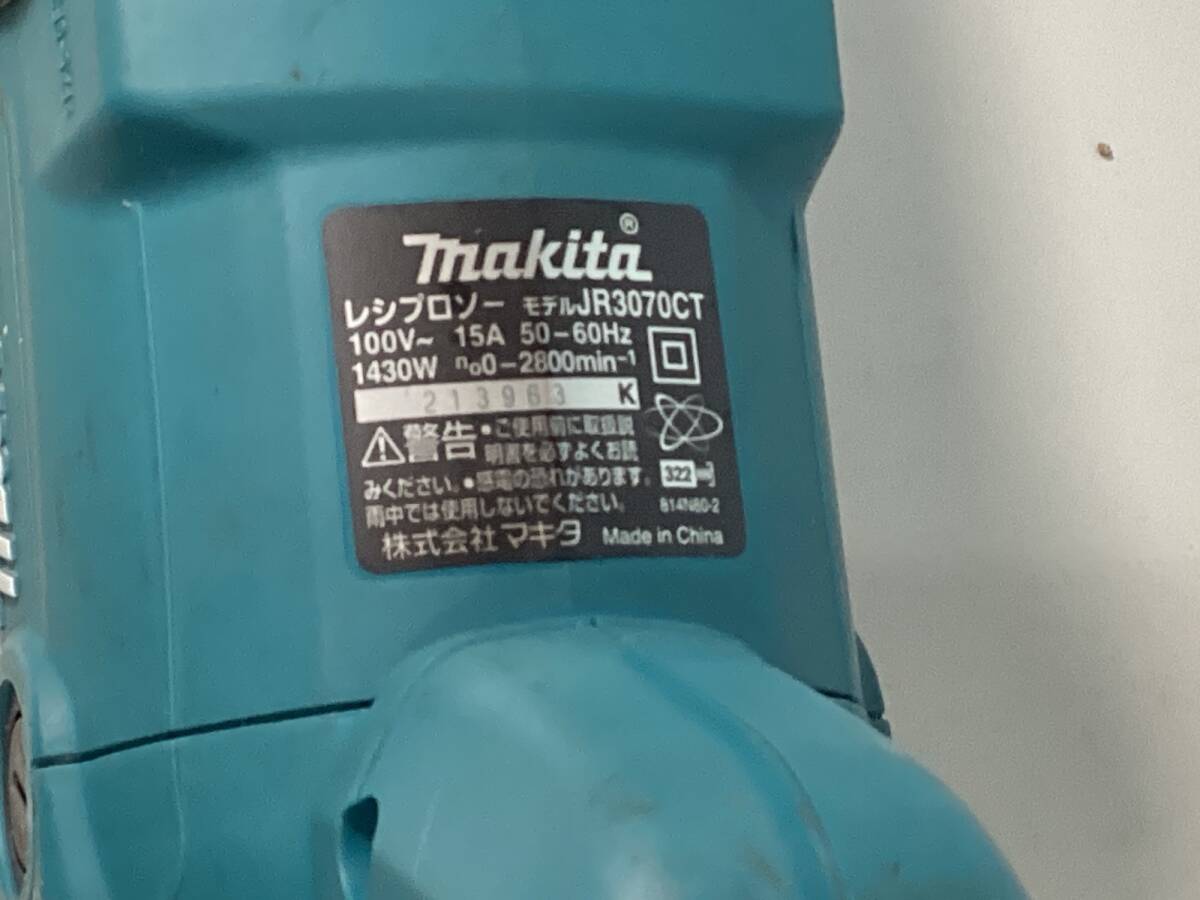 makita®
レシプロソー モデルJR3070CT
100V~ 15A 50-60Hz
1430W n₀0-2800min⁻¹
213963 K
警告 •ご使用前に取扱説
明書を必ずよくお読
みください。•感電の恐れがあります。
雨中では使用しないでください。
322
814N60-2
株式会社マキタ Made in China